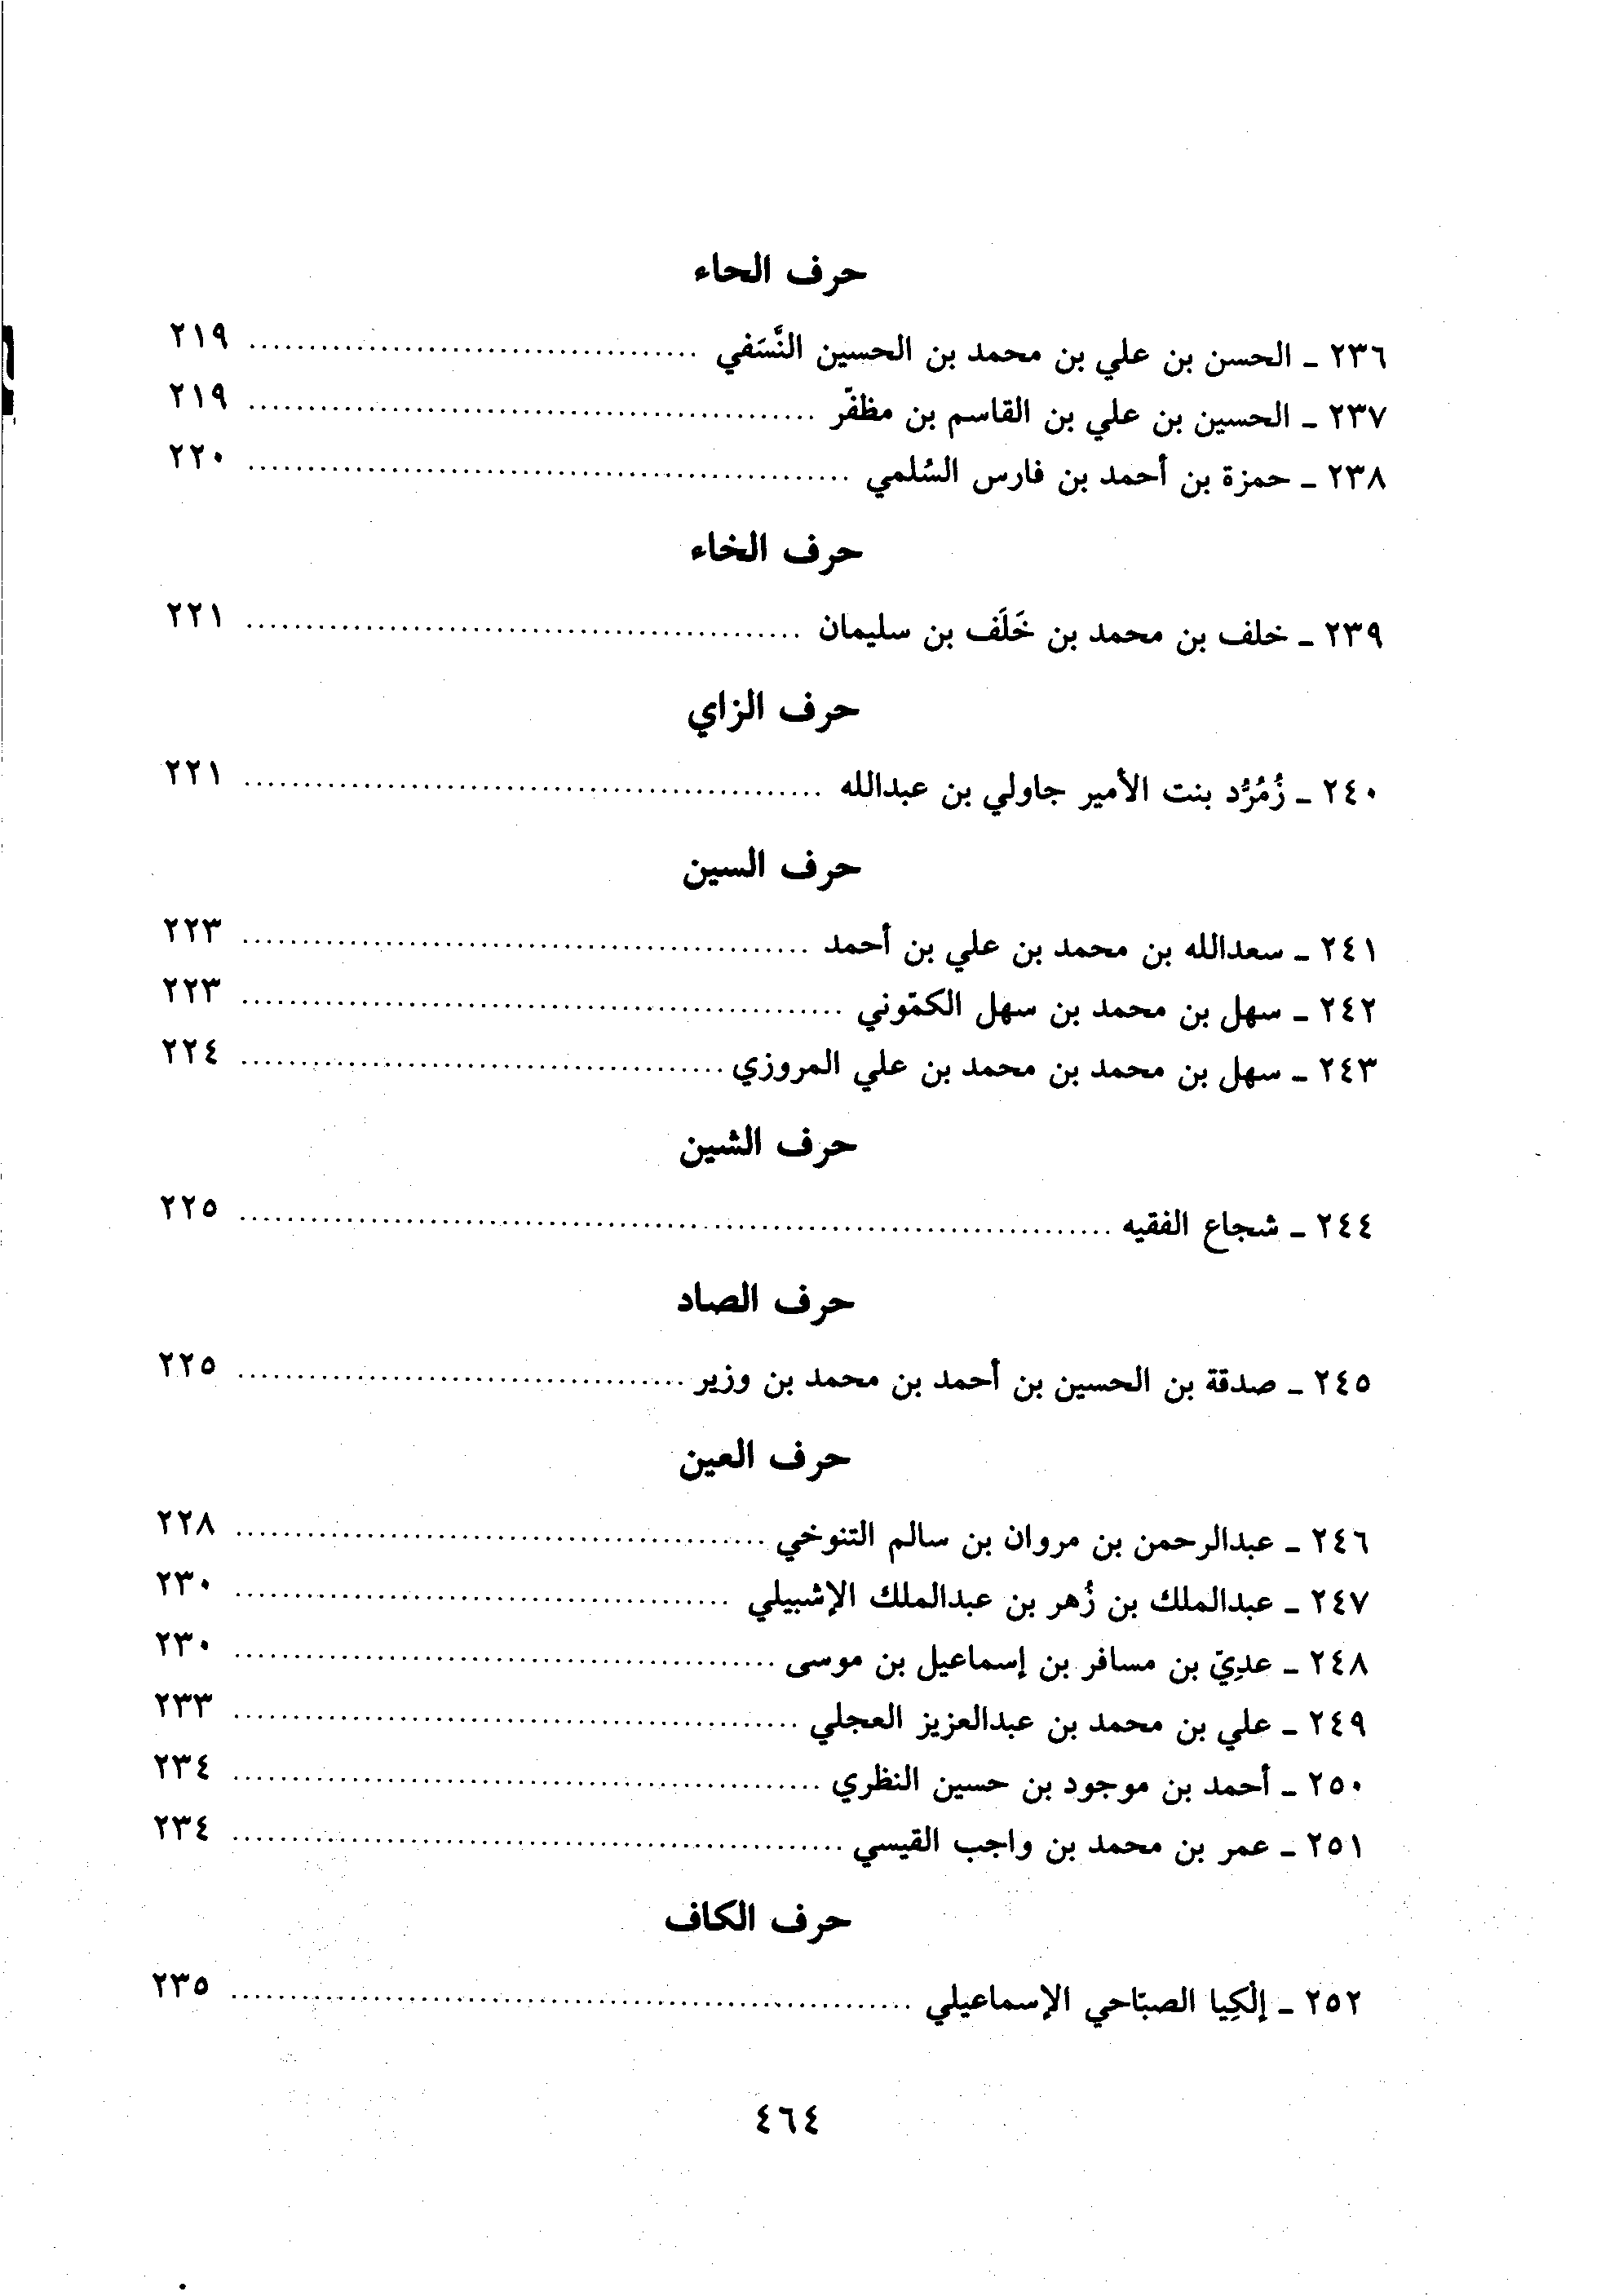 حرف الحاء
٢٣٦ ـ الحسن بن علي بن محمد بن الحسين النَّسَفي ........................................ ٢١٩
٢٣٧ ـ الحسين بن علي بن القاسم بن مظفّر ........................................ ٢١٩
٢٣٨ ـ حمزة بن أحمد بن فارس السُلمي ........................................ ٢٢٠
حرف الخاء
٢٣٩ ـ خلف بن محمد بن خَلَف بن سليمان ........................................ ٢٢١
حرف الزاي
٢٤٠ ـ زُمُرُّد بنت الأمير جاولي بن عبدالله ........................................ ٢٢١
حرف السين
٢٤١ ـ سعدالله بن محمد بن علي بن أحمد ........................................ ٢٢٣
٢٤٢ ـ سهل بن محمد بن سهل الكمّوني ........................................ ٢٢٣
٢٤٣ ـ سهل بن محمد بن محمد بن علي المروزي ........................................ ٢٢٤
حرف الشين
٢٤٤ ـ شجاع الفقيه ........................................ ٢٢٥
حرف الصاد
٢٤٥ ـ صدقة بن الحسين بن أحمد بن محمد بن وزير ........................................ ٢٢٥
حرف العين
٢٤٦ ـ عبدالرحمن بن مروان بن سالم التنوخي ........................................ ٢٢٨
٢٤٧ ـ عبدالملك بن زُهر بن عبدالملك الإشبيلي ........................................ ٢٣٠
٢٤٨ ـ عدِيّ بن مسافر بن إسماعيل بن موسى ........................................ ٢٣٠
٢٤٩ ـ علي بن محمد بن عبدالعزيز العجلي ........................................ ٢٣٣
٢٥٠ ـ أحمد بن موجود بن حسين النظري ........................................ ٢٣٤
٢٥١ ـ عمر بن محمد بن واجب القيسي ........................................ ٢٣٤
حرف الكاف
٢٥٢ ـ إلْكِيا الصبّاحي الإسماعيلي ........................................ ٢٣٥
٤٦٤